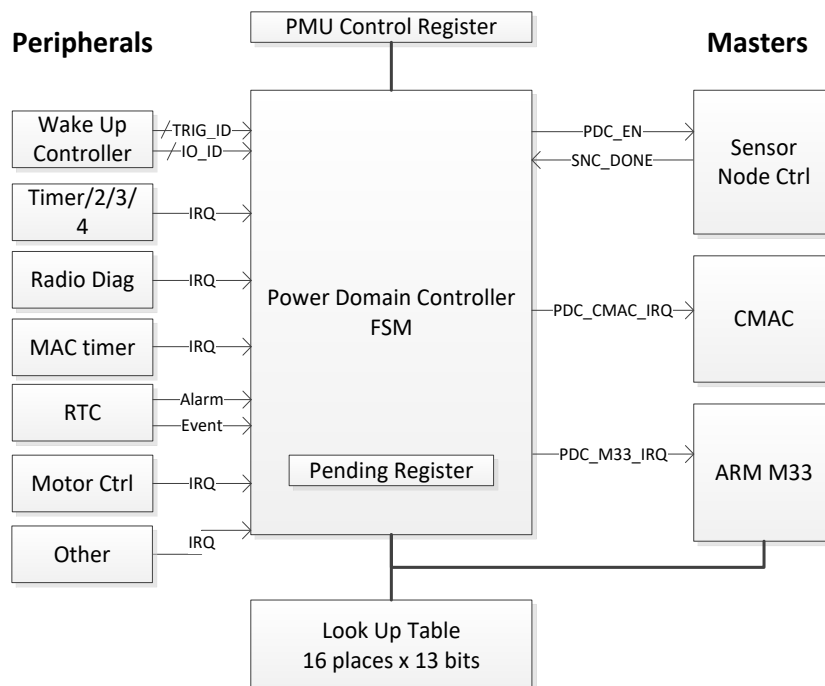 PMU Control Register
Peripherals
Masters
Wake Up
Controller
TRIG_ID
IO_ID
PDC_EN
SNC_DONE
Sensor
Node Ctrl
Timer/2/3/
4
IRQ
Radio Diag
IRQ
Power Domain Controller
FSM
PDC_CMAC_IRQ
CMAC
MAC timer
IRQ
RTC
Alarm
Event
Pending Register
PDC_M33_IRQ
ARM M33
Motor Ctrl
IRQ
Other
IRQ
Look Up Table
16 places x 13 bits